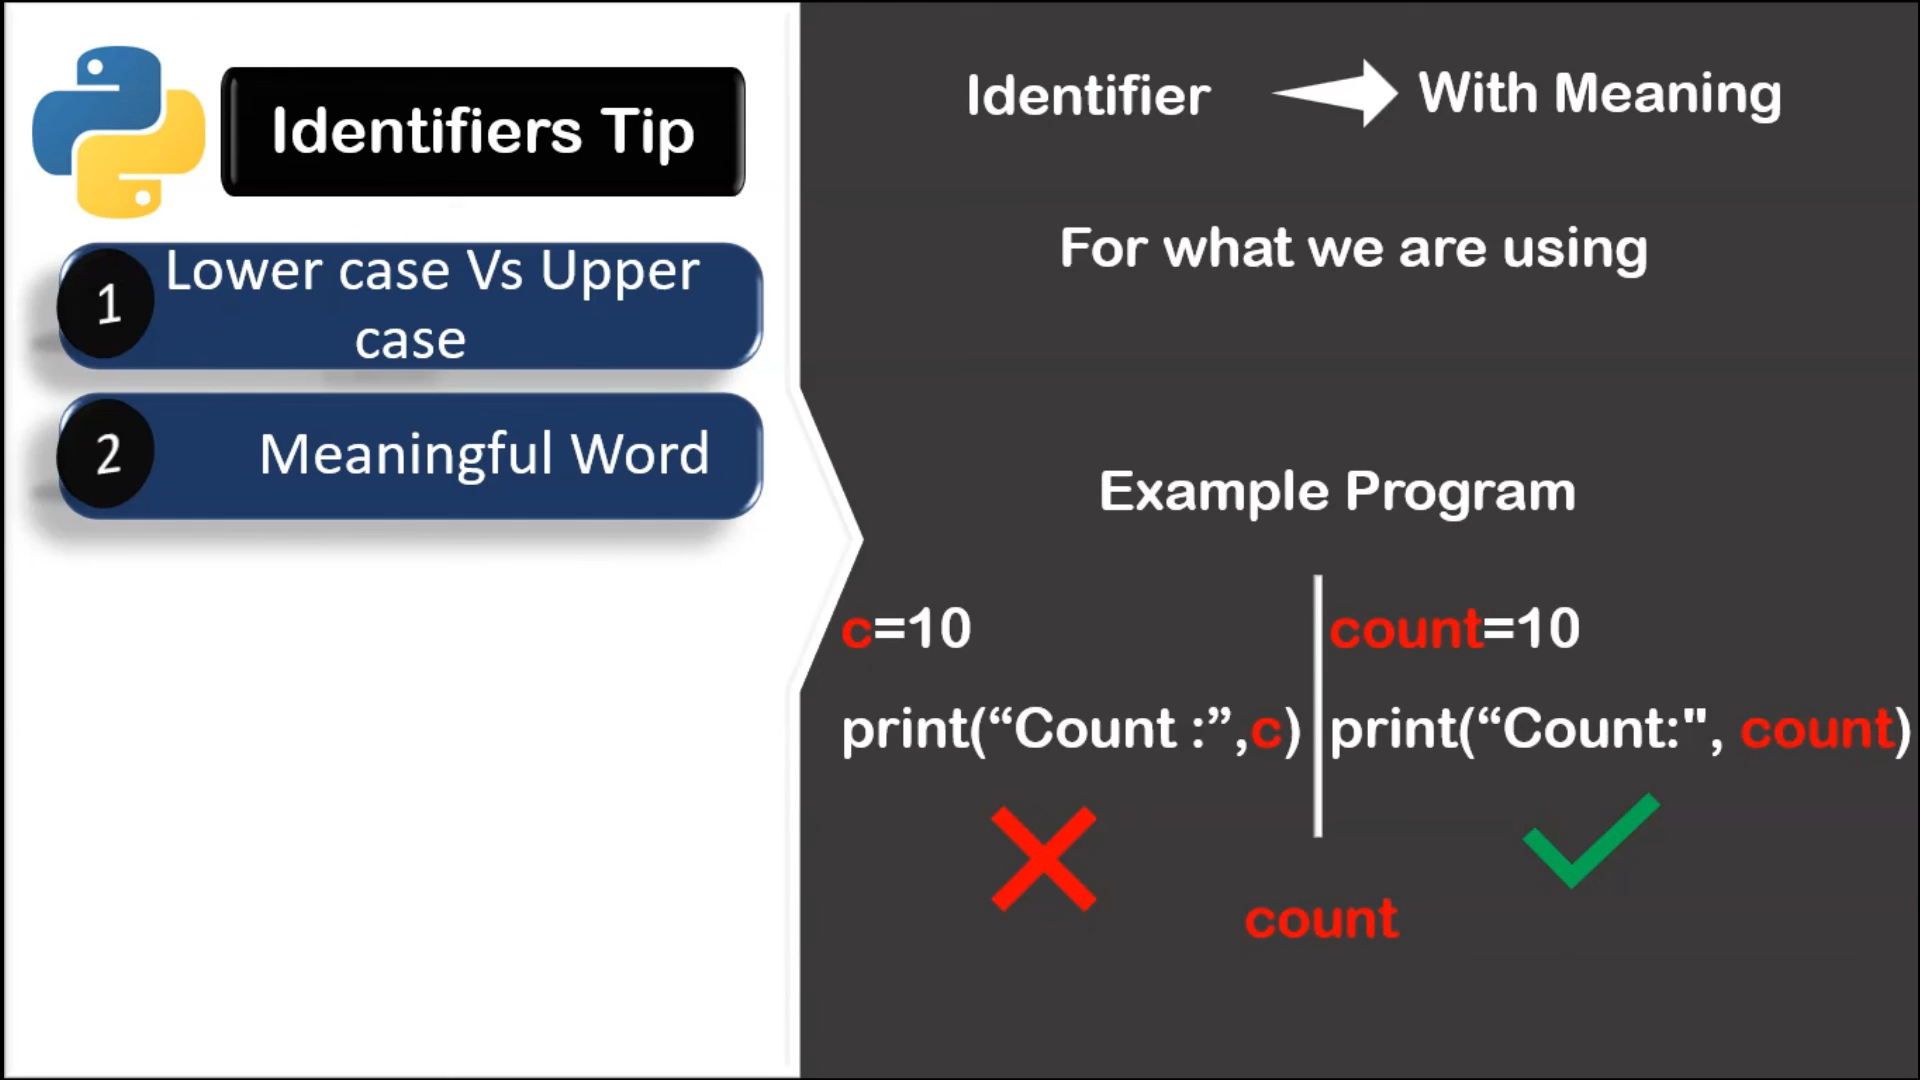 Identifiers Tip
1
Lower case Vs Upper
case
2
Meaningful Word
Identifier
With Meaning
For what we are using
Example Program
c=10
print(“Count :”,c)
count=10
print(“Count:", count)
count